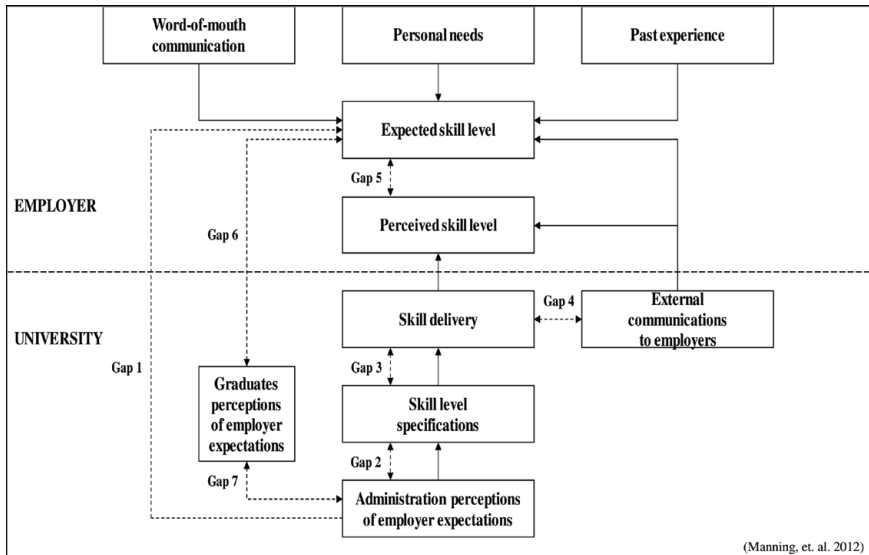 Word-of-mouth
communication
Personal needs
Past experience
Expected skill level
Gap 5
EMPLOYER
Perceived skill level
Gap 6
Skill delivery
Gap 4
External
communications
to employers
UNIVERSITY
Gap 1
Gap 3
Graduates
perceptions
of employer
expectations
Skill level
specifications
Gap 2
Gap 7
Administration perceptions
of employer expectations
(Manning, et. al. 2012)